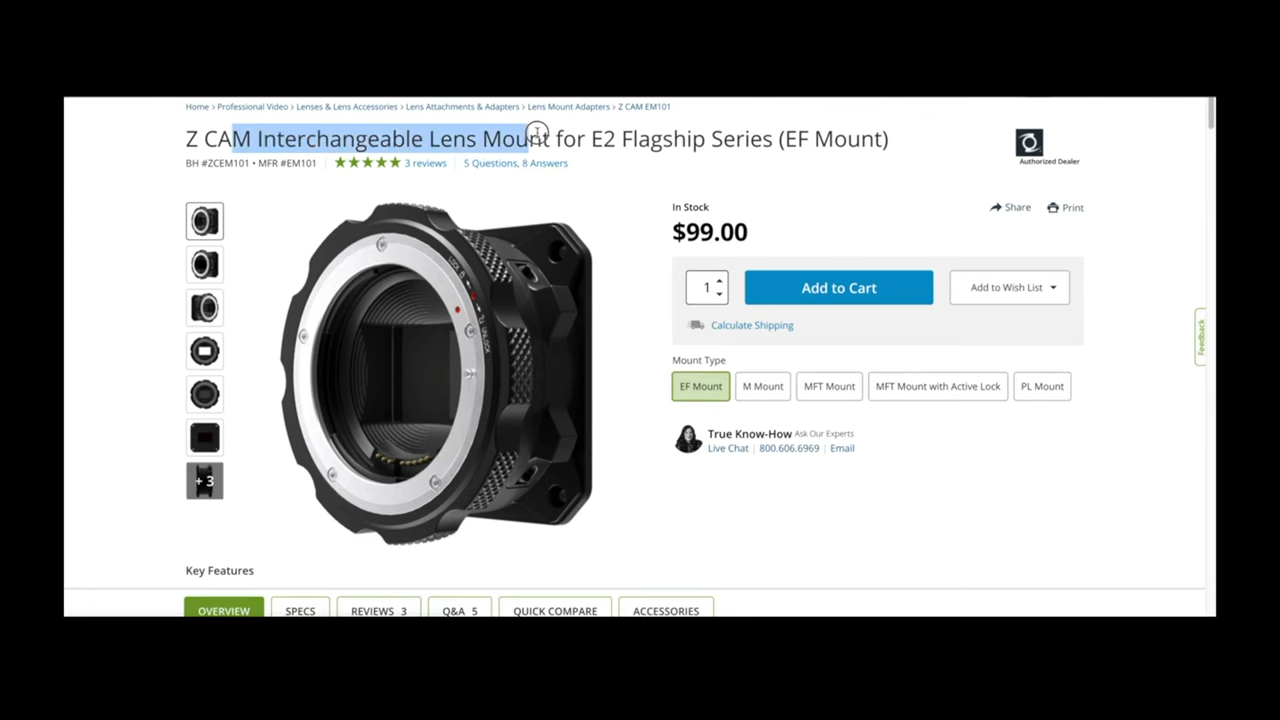 Home > Professional Video > Lenses & Lens Accessories > Lens Attachments & Adapters > Lens Mount Adapters > Z CAM EM101
Z CAM Interchangeable Lens Mount for E2 Flagship Series (EF Mount)
Authorized Dealer
BH #ZCEM101 • MFR #EM101 3 reviews 5 Questions, 8 Answers
In Stock
Share Print
$99.00
1 Add to Cart Add to Wish List
Calculate Shipping
Feedback
Mount Type
EF Mount M Mount MFT Mount MFT Mount with Active Lock PL Mount
True Know-How Ask Our Experts
Live Chat | 800.606.6969 | Email
+ 3
Key Features
OVERVIEW SPECS REVIEWS 3 Q&A 5 QUICK COMPARE ACCESSORIES